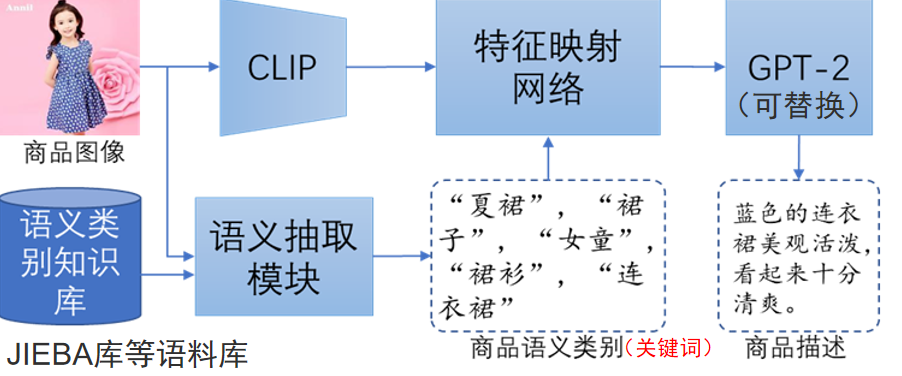 Annil
商品图像
CLIP
特征映射
网络
GPT-2
（可替换）
语义类
别知识
库
语义抽取
模块
“夏裙”，“裙
子”，“女童”，
“裙衫”，“连
衣裙”
蓝色的连衣
裙美观活泼，
看起来十分
清爽。
JIEBA库等语料库
商品语义类别（关键词）
商品描述